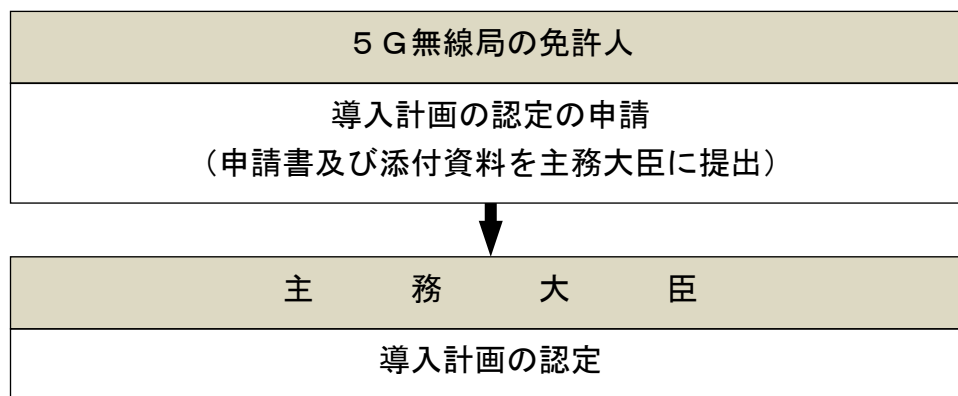 ５Ｇ無線局の免許人
導入計画の認定の申請
（申請書及び添付資料を主務大臣に提出）
主　務　大　臣
導入計画の認定